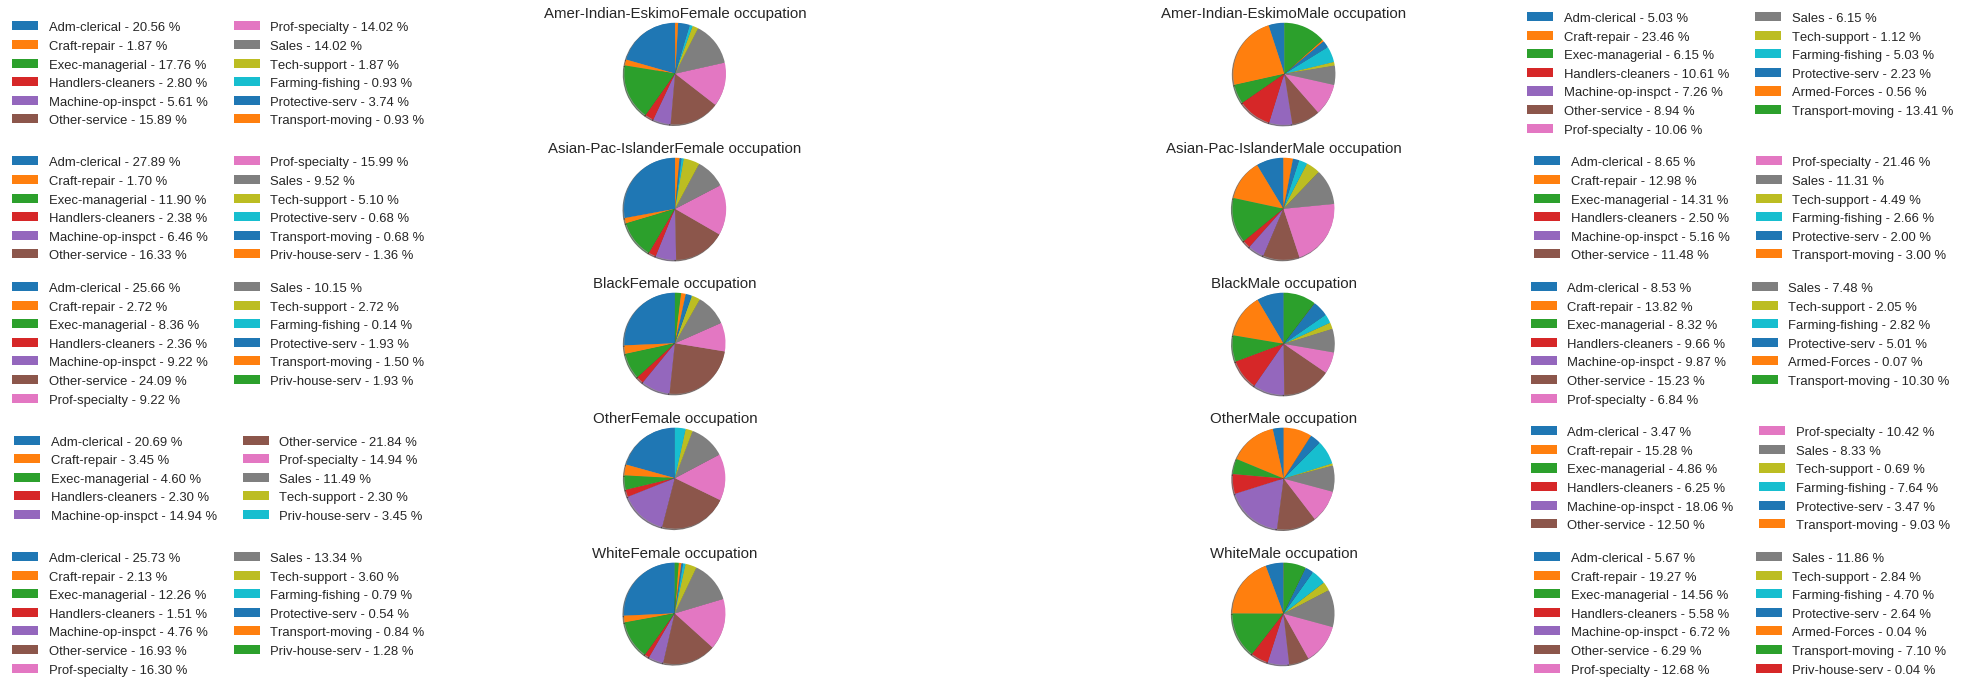 Amer-Indian-EskimoFemale occupation
Adm-clerical - 20.56 %
Craft-repair - 1.87 %
Exec-managerial - 17.76 %
Handlers-cleaners - 2.80 %
Machine-op-inspct - 5.61 %
Other-service - 15.89 %
Prof-specialty - 14.02 %
Sales - 14.02 %
Tech-support - 1.87 %
Farming-fishing - 0.93 %
Protective-serv - 3.74 %
Transport-moving - 0.93 %
Amer-Indian-EskimoMale occupation
Adm-clerical - 5.03 %
Craft-repair - 23.46 %
Exec-managerial - 6.15 %
Handlers-cleaners - 10.61 %
Machine-op-inspct - 7.26 %
Other-service - 8.94 %
Prof-specialty - 10.06 %
Sales - 6.15 %
Tech-support - 1.12 %
Farming-fishing - 5.03 %
Protective-serv - 2.23 %
Armed-Forces - 0.56 %
Transport-moving - 13.41 %
Asian-Pac-IslanderFemale occupation
Adm-clerical - 27.89 %
Craft-repair - 1.70 %
Exec-managerial - 11.90 %
Handlers-cleaners - 2.38 %
Machine-op-inspct - 6.46 %
Other-service - 16.33 %
Prof-specialty - 15.99 %
Sales - 9.52 %
Tech-support - 5.10 %
Protective-serv - 0.68 %
Transport-moving - 0.68 %
Priv-house-serv - 1.36 %
Asian-Pac-IslanderMale occupation
Adm-clerical - 8.65 %
Craft-repair - 12.98 %
Exec-managerial - 14.31 %
Handlers-cleaners - 2.50 %
Machine-op-inspct - 5.16 %
Other-service - 11.48 %
Prof-specialty - 21.46 %
Sales - 11.31 %
Tech-support - 4.49 %
Farming-fishing - 2.66 %
Protective-serv - 2.00 %
Transport-moving - 3.00 %
BlackFemale occupation
Adm-clerical - 25.66 %
Craft-repair - 2.72 %
Exec-managerial - 8.36 %
Handlers-cleaners - 2.36 %
Machine-op-inspct - 9.22 %
Other-service - 24.09 %
Prof-specialty - 9.22 %
Sales - 10.15 %
Tech-support - 2.72 %
Farming-fishing - 0.14 %
Protective-serv - 1.93 %
Transport-moving - 1.50 %
Priv-house-serv - 1.93 %
BlackMale occupation
Adm-clerical - 8.53 %
Craft-repair - 13.82 %
Exec-managerial - 8.32 %
Handlers-cleaners - 9.66 %
Machine-op-inspct - 9.87 %
Other-service - 15.23 %
Prof-specialty - 6.84 %
Sales - 7.48 %
Tech-support - 2.05 %
Farming-fishing - 2.82 %
Protective-serv - 5.01 %
Armed-Forces - 0.07 %
Transport-moving - 10.30 %
OtherFemale occupation
Adm-clerical - 20.69 %
Craft-repair - 3.45 %
Exec-managerial - 4.60 %
Handlers-cleaners - 2.30 %
Machine-op-inspct - 14.94 %
Other-service - 21.84 %
Prof-specialty - 14.94 %
Sales - 11.49 %
Tech-support - 2.30 %
Priv-house-serv - 3.45 %
OtherMale occupation
Adm-clerical - 3.47 %
Craft-repair - 15.28 %
Exec-managerial - 4.86 %
Handlers-cleaners - 6.25 %
Machine-op-inspct - 18.06 %
Other-service - 12.50 %
Prof-specialty - 10.42 %
Sales - 8.33 %
Tech-support - 0.69 %
Farming-fishing - 7.64 %
Protective-serv - 3.47 %
Transport-moving - 9.03 %
WhiteFemale occupation
Adm-clerical - 25.73 %
Craft-repair - 2.13 %
Exec-managerial - 12.26 %
Handlers-cleaners - 1.51 %
Machine-op-inspct - 4.76 %
Other-service - 16.93 %
Prof-specialty - 16.30 %
Sales - 13.34 %
Tech-support - 3.60 %
Farming-fishing - 0.79 %
Protective-serv - 0.54 %
Transport-moving - 0.84 %
Priv-house-serv - 1.28 %
WhiteMale occupation
Adm-clerical - 5.67 %
Craft-repair - 19.27 %
Exec-managerial - 14.56 %
Handlers-cleaners - 5.58 %
Machine-op-inspct - 6.72 %
Other-service - 6.29 %
Prof-specialty - 12.68 %
Sales - 11.86 %
Tech-support - 2.84 %
Farming-fishing - 4.70 %
Protective-serv - 2.64 %
Armed-Forces - 0.04 %
Transport-moving - 7.10 %
Priv-house-serv - 0.04 %